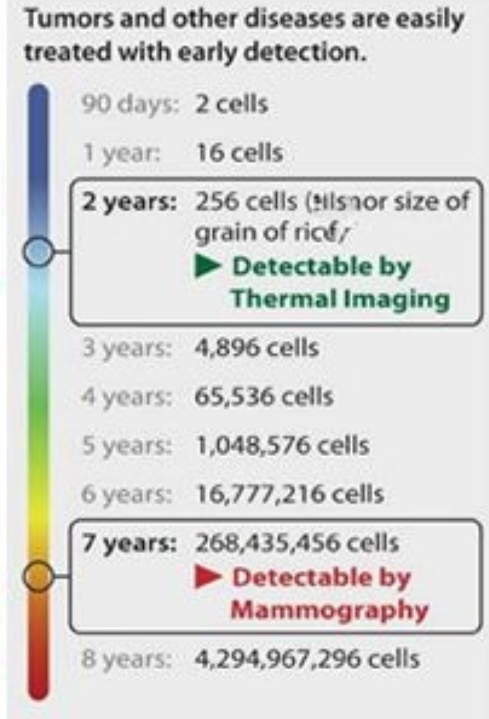 Tumors and other diseases are easily
treated with early detection.
90 days: 2 cells
1 year: 16 cells
2 years: 256 cells size of
grain of
▶ Detectable by
Thermal Imaging
3 years: 4,896 cells
4 years: 65,536 cells
5 years: 1,048,576 cells
6 years: 16,777,216 cells
7 years: 268,435,456 cells
▶ Detectable by
Mammography
8 years: 4,294,967,296 cells